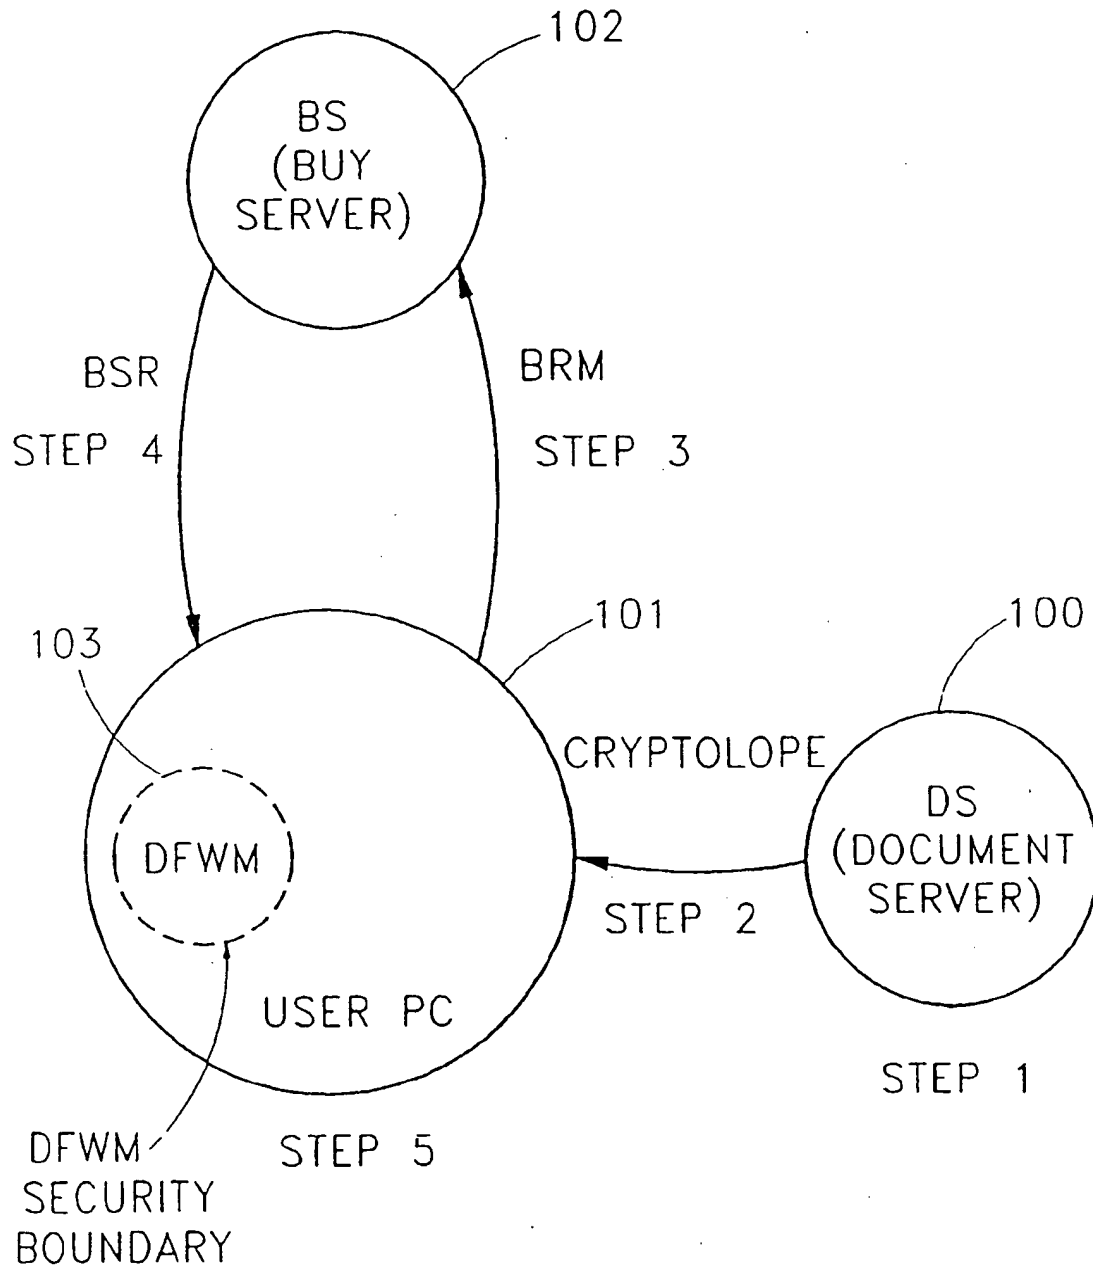 102
BS
(BUY
SERVER)
BSR
BRM
STEP 4
STEP 3
103
101
100
CRYPTOLOPE
DS
(DOCUMENT
SERVER)
DFWM
STEP 2
USER PC
STEP 1
DFWM
SECURITY
BOUNDARY
STEP 5